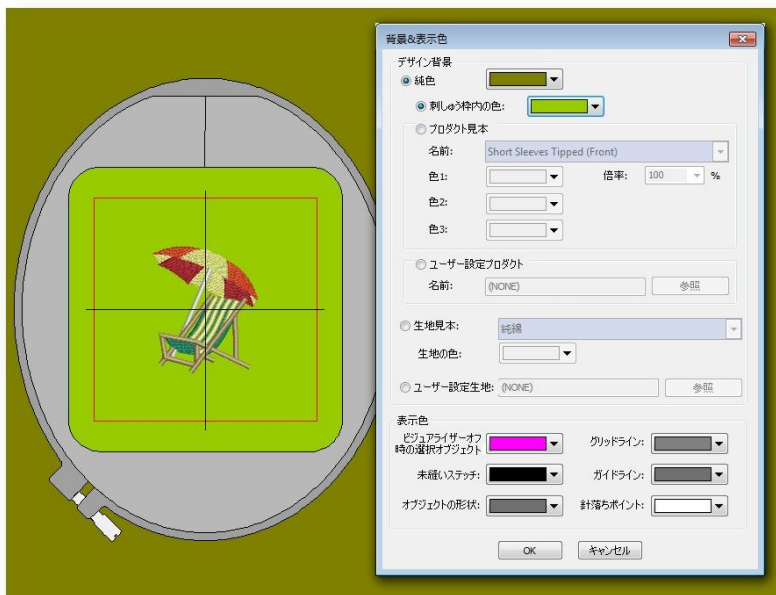 背景&表示色
デザイン背景
純色
刺しゅう枠内の色:
プロダクト見本
名前: Short Sleeves Tipped (Front)
色1: 倍率: 100 %
色2:
色3:
ユーザー設定プロダクト
名前: (NONE) 参照
生地見本: 純綿
生地の色:
ユーザー設定生地: (NONE) 参照
表示色
ビジュアライザーオフ
時の選択オブジェクト グリッドライン:
未縫いステッチ: ガイドライン:
オブジェクトの形状: 針落ちポイント:
OK キャンセル